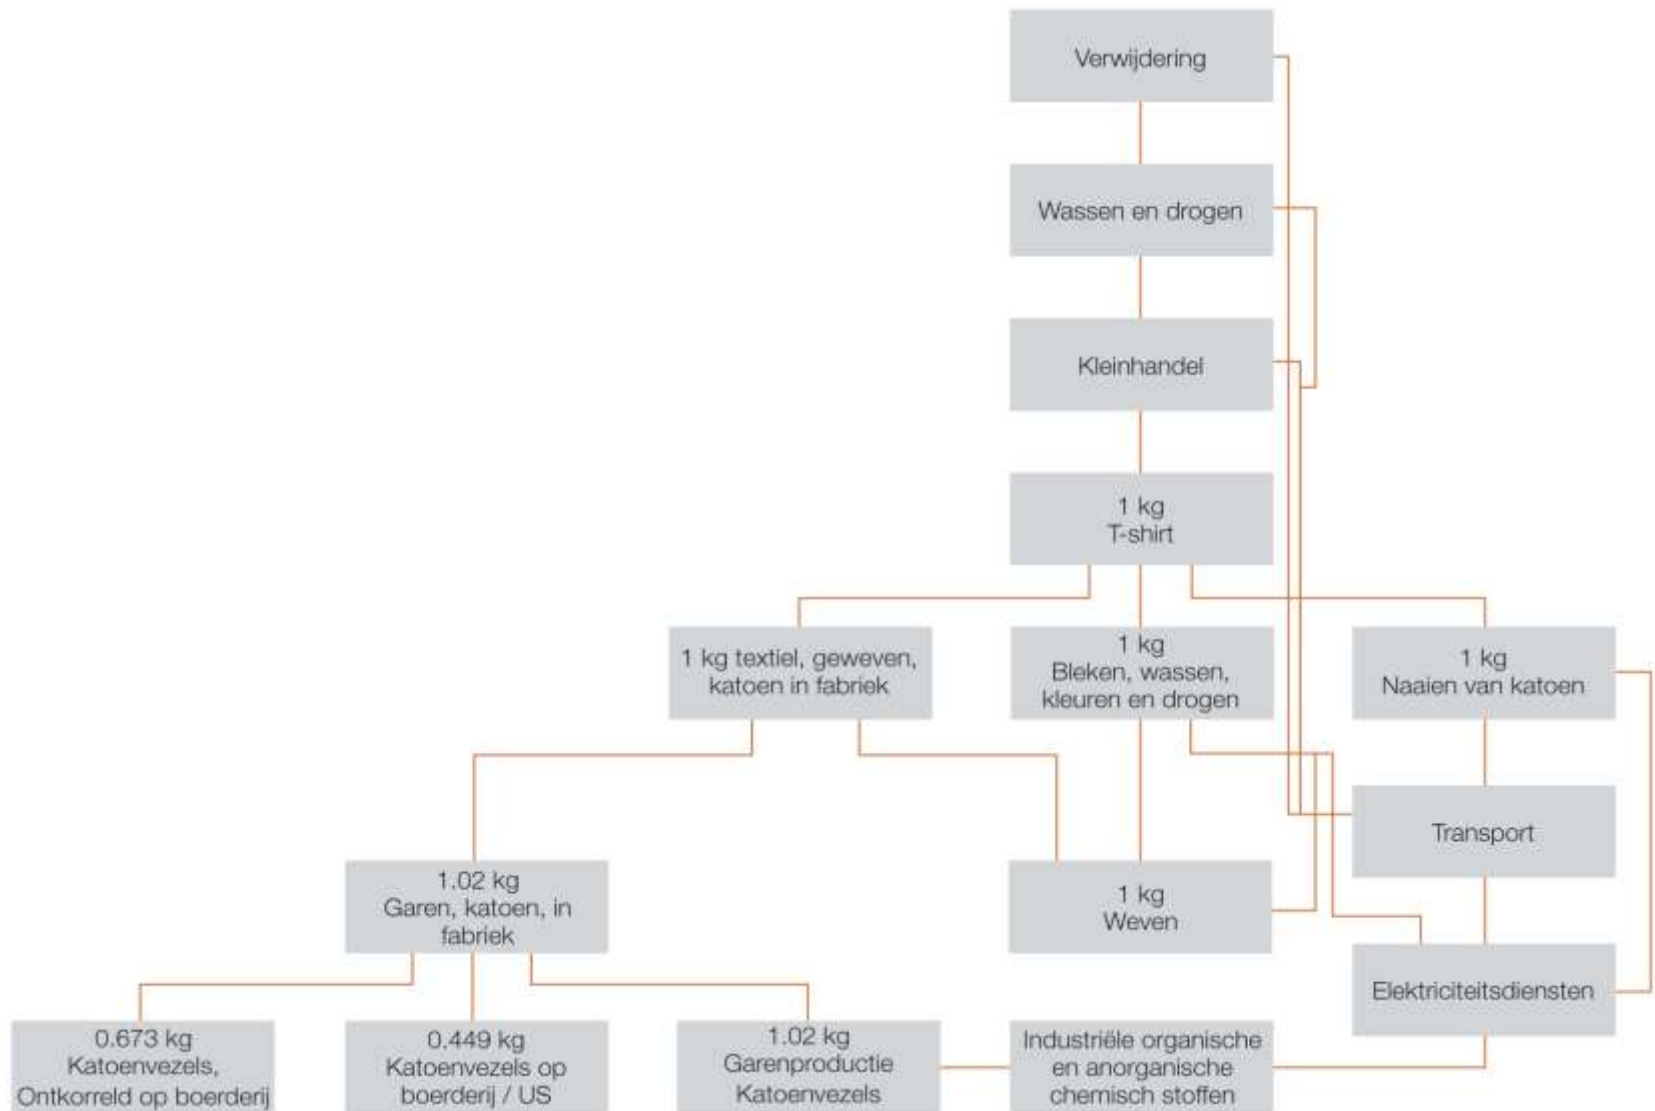 Verwijdering
Wassen en drogen
Kleinhandel
1 kg
T-shirt
1 kg textiel, geweven,
katoen in fabriek
1 kg
Bleken, wassen,
kleuren en drogen
1 kg
Naaien van katoen
Transport
1.02 kg
Garen, katoen, in
fabriek
1 kg
Weven
Elektriciteitsdiensten
0.673 kg
Katoenvezels,
Ontkorreld op boerderij
0.449 kg
Katoenvezels op
boerderij / US
1.02 kg
Garenproductie
Katoenvezels
Industriële organische
en anorganische
chemisch stoffen